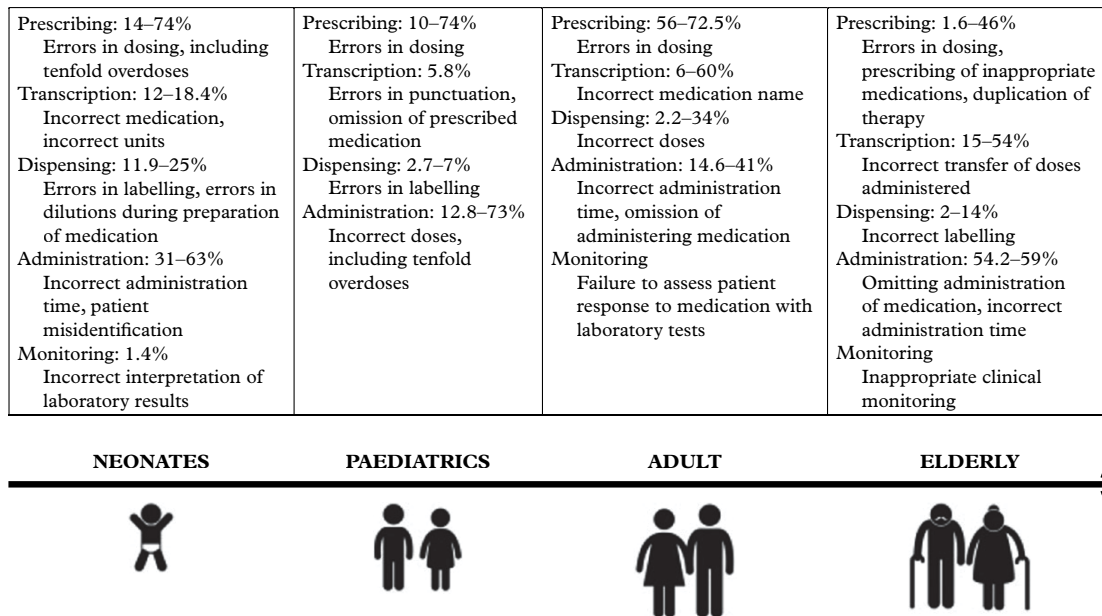 Prescribing: 14–74%
Errors in dosing, including
tenfold overdoses
Transcription: 12–18.4%
Incorrect medication,
incorrect units
Dispensing: 11.9–25%
Errors in labelling, errors in
dilutions during preparation
of medication
Administration: 31–63%
Incorrect administration
time, patient
misidentification
Monitoring: 1.4%
Incorrect interpretation of
laboratory results
Prescribing: 10–74%
Errors in dosing
Transcription: 5.8%
Errors in punctuation,
omission of prescribed
medication
Dispensing: 2.7–7%
Errors in labelling
Administration: 12.8–73%
Incorrect doses,
including tenfold
overdoses
Prescribing: 56–72.5%
Errors in dosing
Transcription: 6–60%
Incorrect medication name
Dispensing: 2.2–34%
Incorrect doses
Administration: 14.6–41%
Incorrect administration
time, omission of
administering medication
Monitoring
Failure to assess patient
response to medication with
laboratory tests
Prescribing: 1.6–46%
Errors in dosing,
prescribing of inappropriate
medications, duplication of
therapy
Transcription: 15–54%
Incorrect transfer of doses
administered
Dispensing: 2–14%
Incorrect labelling
Administration: 54.2–59%
Omitting administration
of medication, incorrect
administration time
Monitoring
Inappropriate clinical
monitoring
NEONATES
PAEDIATRICS
ADULT
ELDERLY